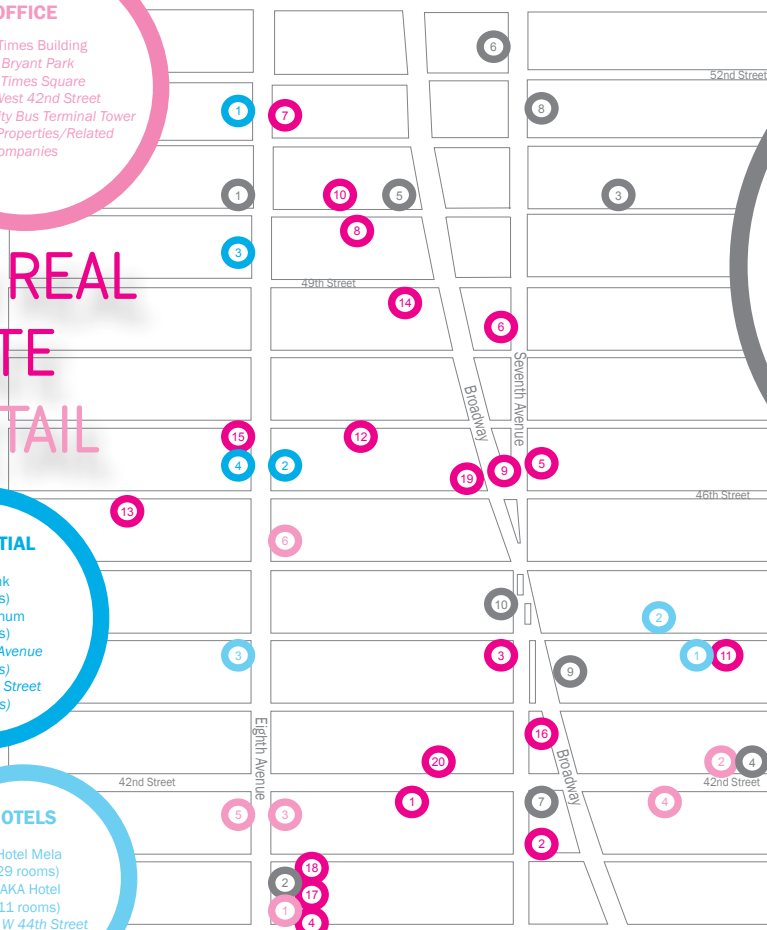 OFFICE
Times Building
Bryant Park
Times Square
West 42nd Street
ity Bus Terminal Tower
Properties/Related
ompanies
REAL
TE
TAIL
TIAL
nk
s)
num
s)
Avenue
s)
Street
s)
OTELS
Hotel Mela
29 rooms)
AKA Hotel
11 rooms)
W 44th Street
6
52nd Street
1
7
8
1
10
5
3
8
3
49th Street
14
6
Seventh Avenue
Broadway
15
12
4
2
19
9
5
46th Street
13
6
10
2
3
3
9
1
11
Eighth Avenue
16
Broadway
20
2
4
42nd Street
42nd Street
5
3
1
7
4
2
18
2
17
1
4